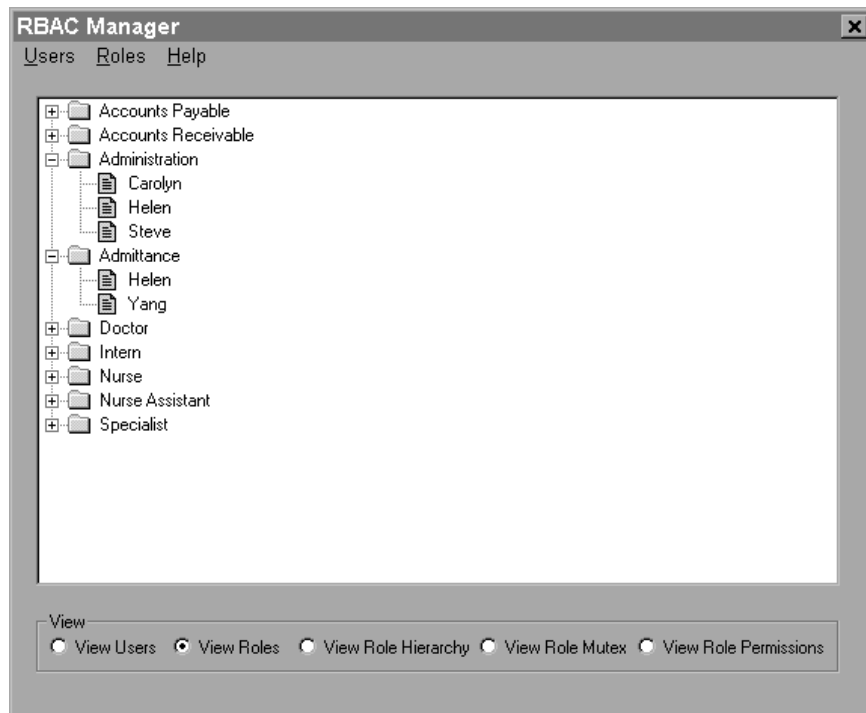 RBAC Manager
Users Roles Help
Accounts Payable
Accounts Receivable
Administration
Carolyn
Helen
Steve
Admittance
Helen
Yang
Doctor
Intern
Nurse
Nurse Assistant
Specialist
View
View Users View Roles View Role Hierarchy View Role Mutex View Role Permissions